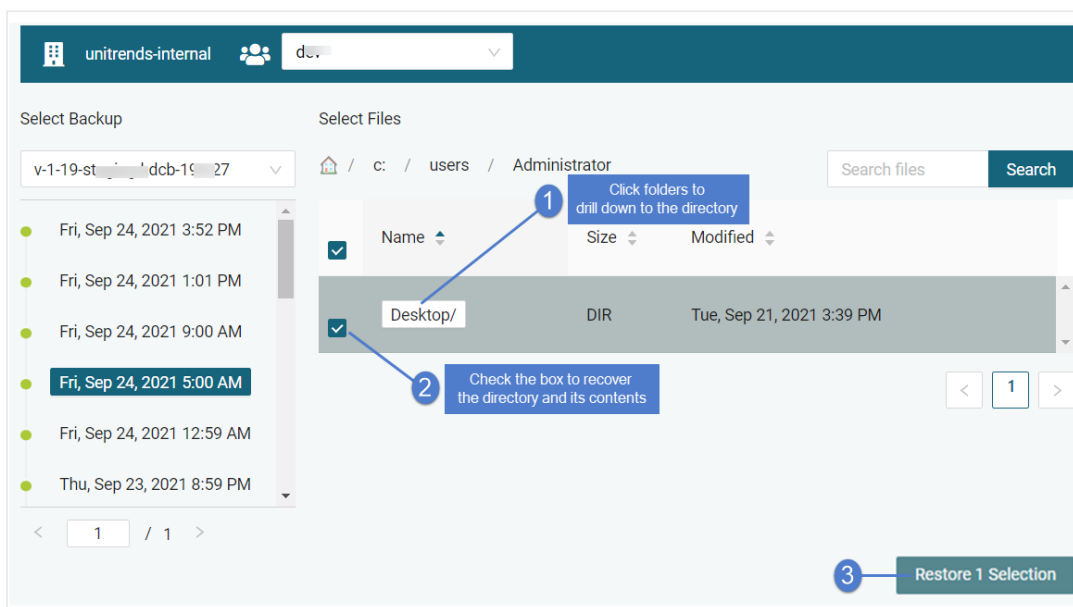 unitrends-internal
Select Backup
Select Files
c: / users / Administrator
Search files
Search
1
Click folders to
drill down to the directory
Name
Size
Modified
Fri, Sep 24, 2021 3:52 PM
Fri, Sep 24, 2021 1:01 PM
Fri, Sep 24, 2021 9:00 AM
Fri, Sep 24, 2021 5:00 AM
Fri, Sep 24, 2021 12:59 AM
Thu, Sep 23, 2021 8:59 PM
Desktop/
DIR
Tue, Sep 21, 2021 3:39 PM
2
Check the box to recover
the directory and its contents
< 1 >
< 1 / 1 >
3
Restore 1 Selection